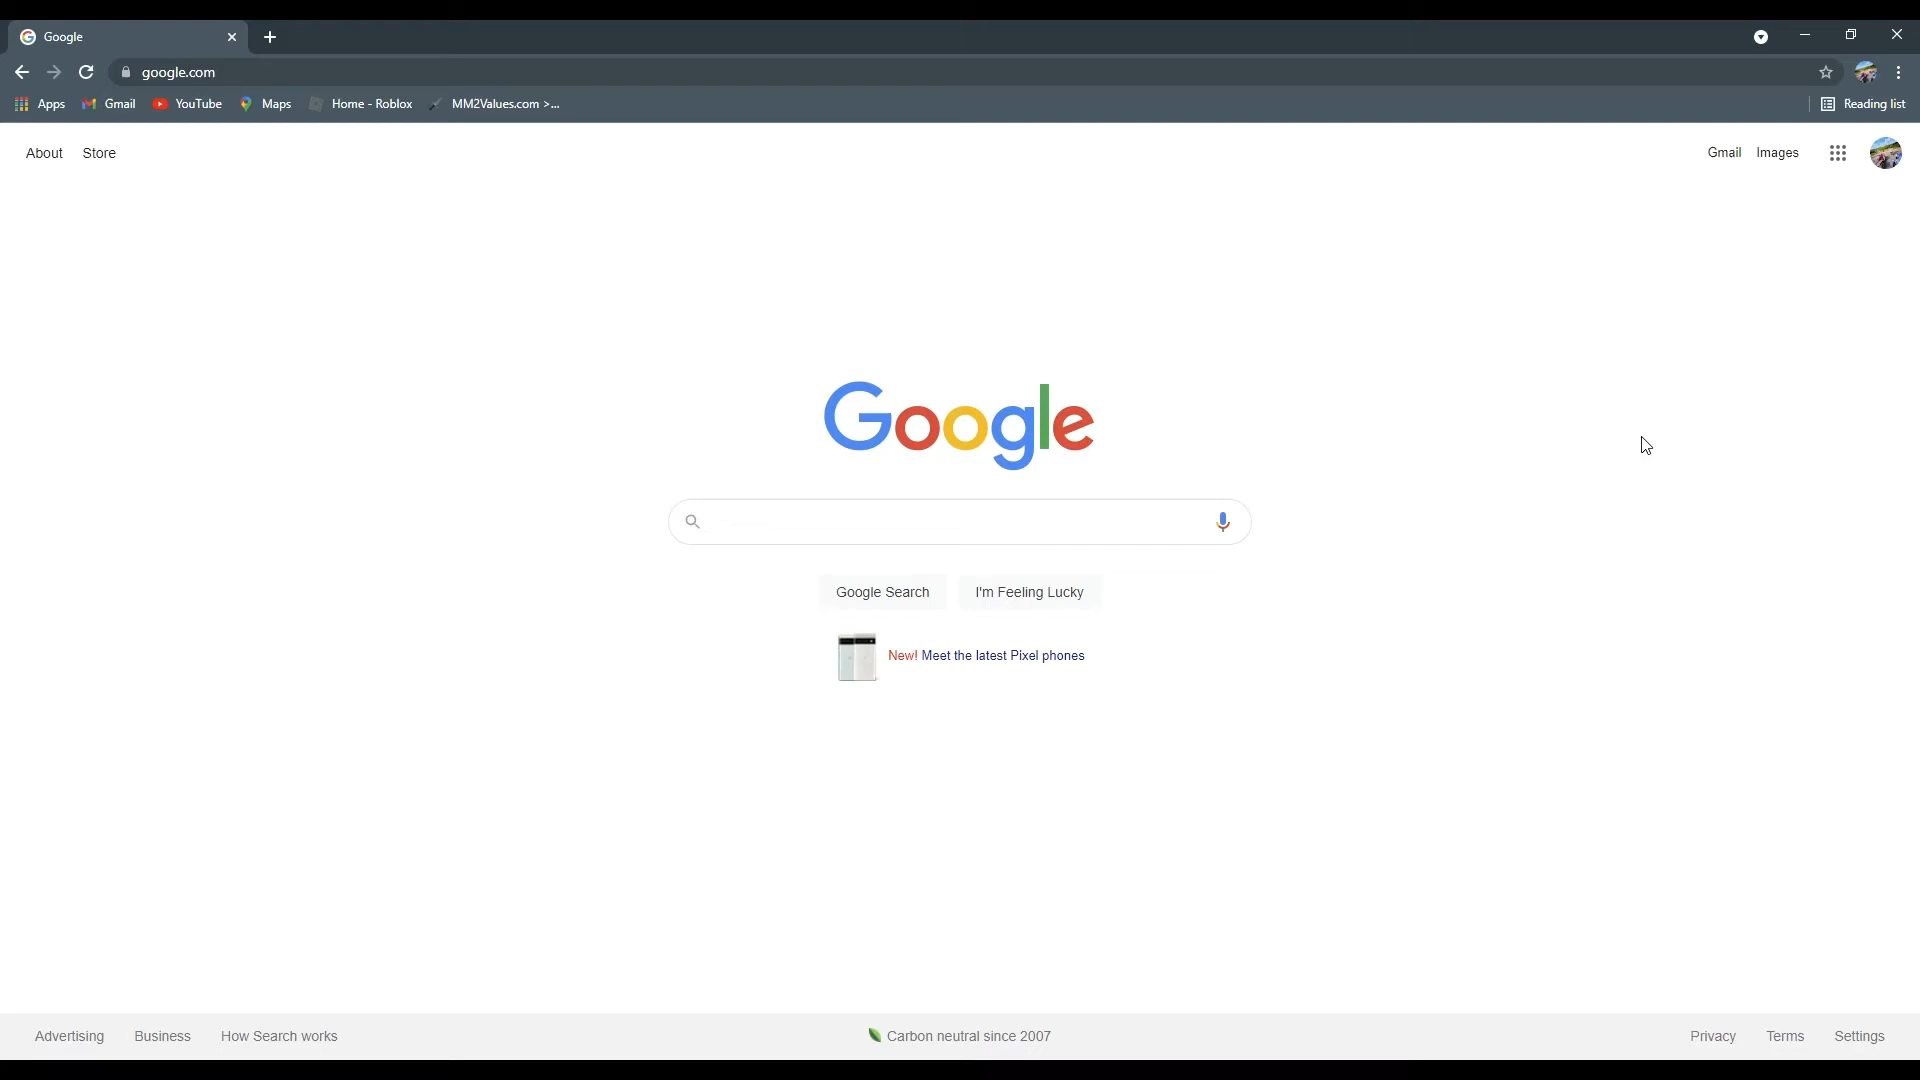 Google
google.com
Apps Gmail YouTube Maps Home - Roblox MM2Values.com >...
Reading list
About Store
Gmail Images
Google
Google Search I'm Feeling Lucky
New! Meet the latest Pixel phones
Advertising Business How Search works
Carbon neutral since 2007
Privacy Terms Settings